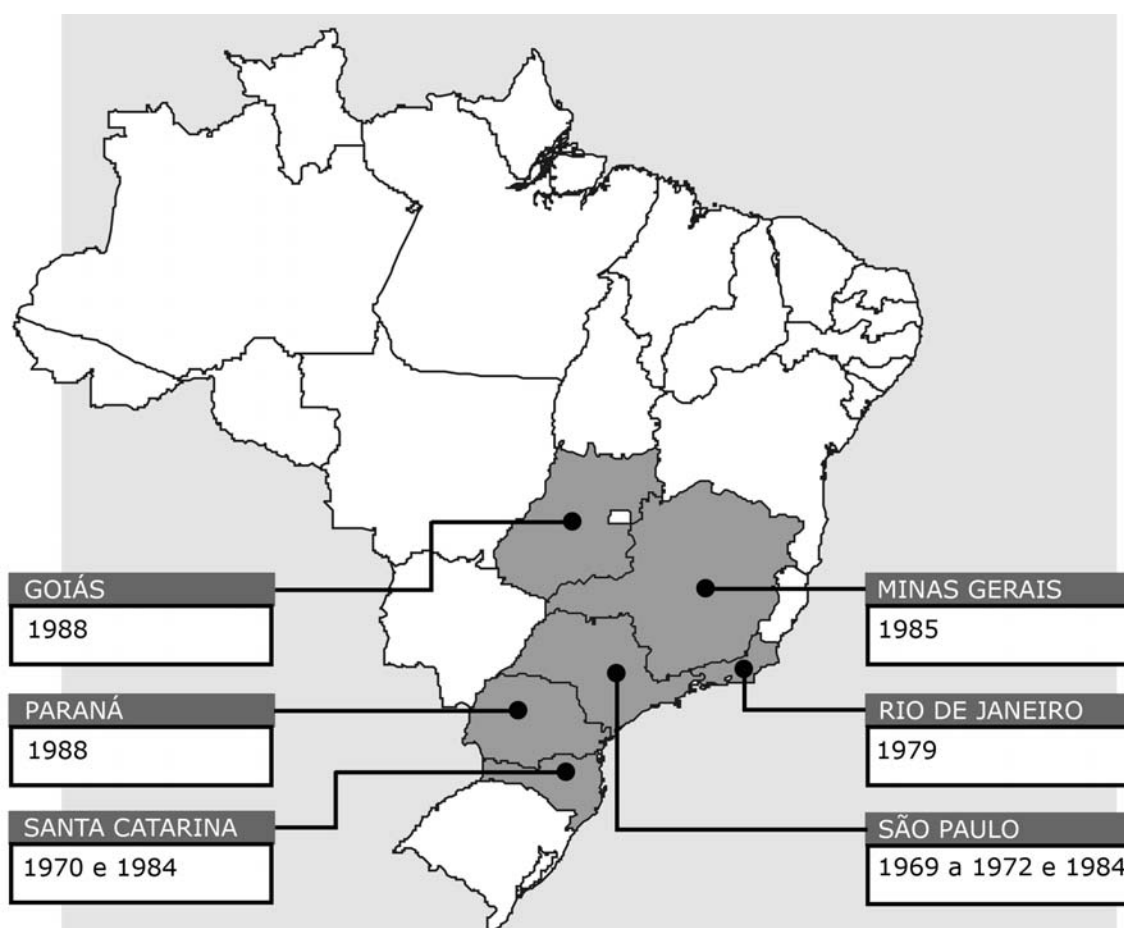 GOIÁS
1988
PARANÁ
1988
SANTA CATARINA
1970 e 1984
MINAS GERAIS
1985
RIO DE JANEIRO
1979
SÃO PAULO
1969 a 1972 e 1984